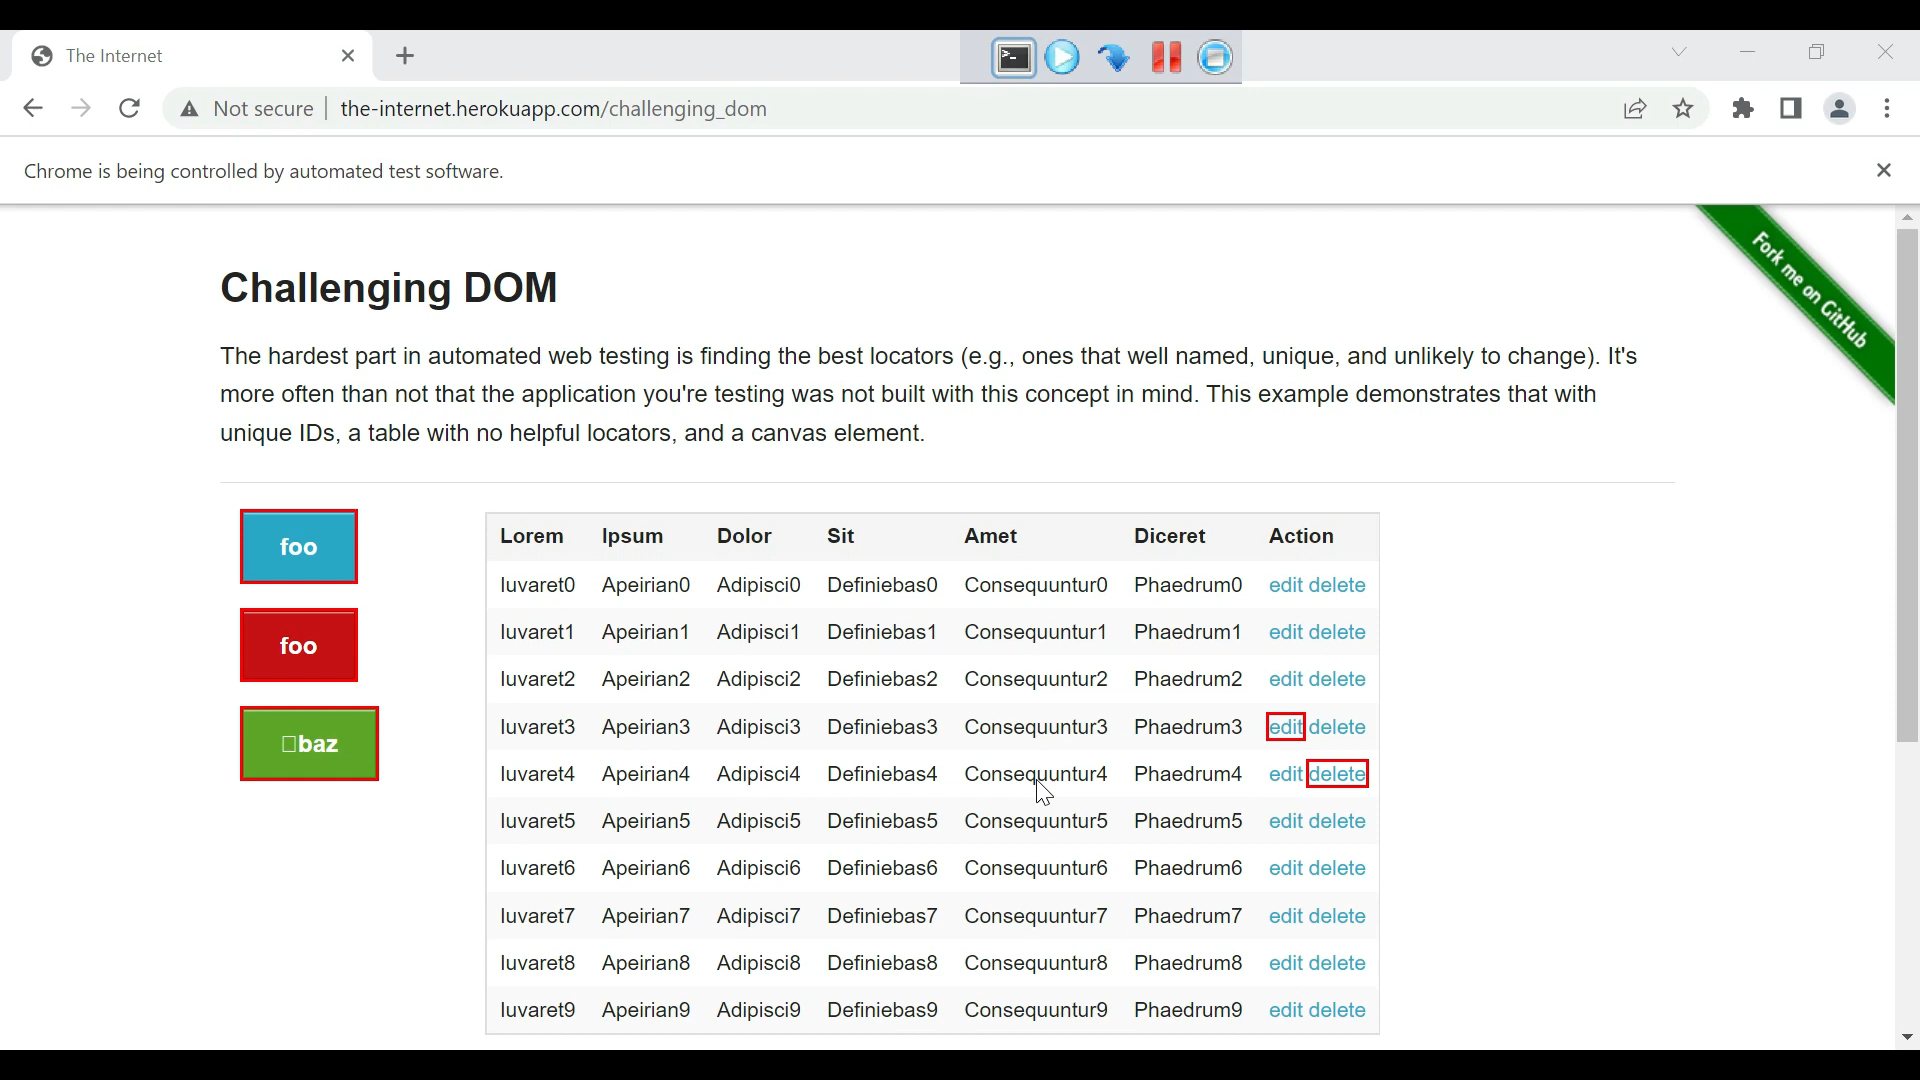 The Internet
Not secure the-internet.herokuapp.com/challenging_dom
Chrome is being controlled by automated test software.
Fork me on GitHub
Challenging DOM
The hardest part in automated web testing is finding the best locators (e.g., ones that well named, unique, and unlikely to change). It's
more often than not that the application you're testing was not built with this concept in mind. This example demonstrates that with
unique IDs, a table with no helpful locators, and a canvas element.
foo
foo
baz
Lorem Ipsum Dolor Sit Amet Diceret Action
Iuvaret0 Apeirian0 Adipisci0 Definiebas0 Consequuntur0 Phaedrum0 edit delete
Iuvaret1 Apeirian1 Adipisci1 Definiebas1 Consequuntur1 Phaedrum1 edit delete
Iuvaret2 Apeirian2 Adipisci2 Definiebas2 Consequuntur2 Phaedrum2 edit delete
Iuvaret3 Apeirian3 Adipisci3 Definiebas3 Consequuntur3 Phaedrum3 edit delete
Iuvaret4 Apeirian4 Adipisci4 Definiebas4 Consequuntur4 Phaedrum4 edit delete
Iuvaret5 Apeirian5 Adipisci5 Definiebas5 Consequuntur5 Phaedrum5 edit delete
Iuvaret6 Apeirian6 Adipisci6 Definiebas6 Consequuntur6 Phaedrum6 edit delete
Iuvaret7 Apeirian7 Adipisci7 Definiebas7 Consequuntur7 Phaedrum7 edit delete
Iuvaret8 Apeirian8 Adipisci8 Definiebas8 Consequuntur8 Phaedrum8 edit delete
Iuvaret9 Apeirian9 Adipisci9 Definiebas9 Consequuntur9 Phaedrum9 edit delete